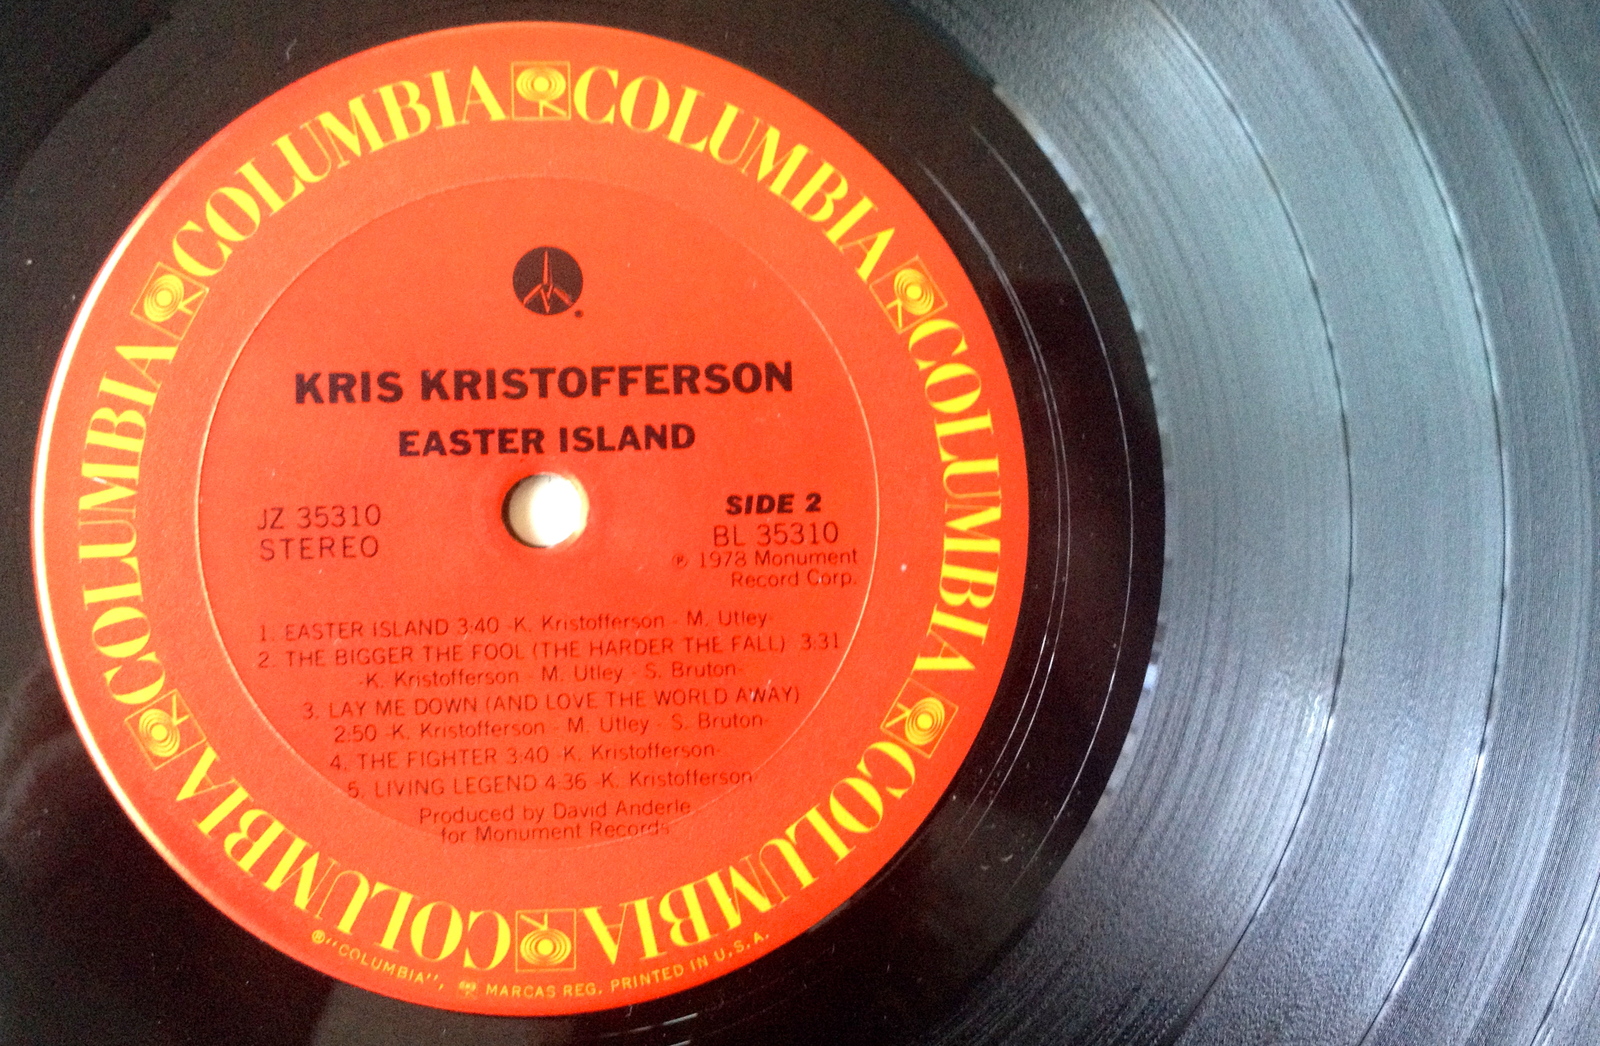 COLUMBIA COLUMBIA COLUMBIA COLUMBIA COLUMBIA COLUMBIA
KRIS KRISTOFFERSON
EASTER ISLAND
JZ 35310
STEREO
SIDE 2
BL 35310
℗ 1978 Monument
Record Corp.
1. EASTER ISLAND 3:40 -K. Kristofferson - M. Utley-
2. THE BIGGER THE FOOL (THE HARDER THE FALL) 3:31
-K. Kristofferson - M. Utley - S. Bruton-
3. LAY ME DOWN (AND LOVE THE WORLD AWAY)
2:50 -K. Kristofferson - M. Utley - S. Bruton-
4. THE FIGHTER 3:40 -K. Kristofferson-
5. LIVING LEGEND 4:36 -K. Kristofferson
Produced by David Anderle
for Monument Records
®"COLUMBIA", MARCAS REG. PRINTED IN U.S.A.